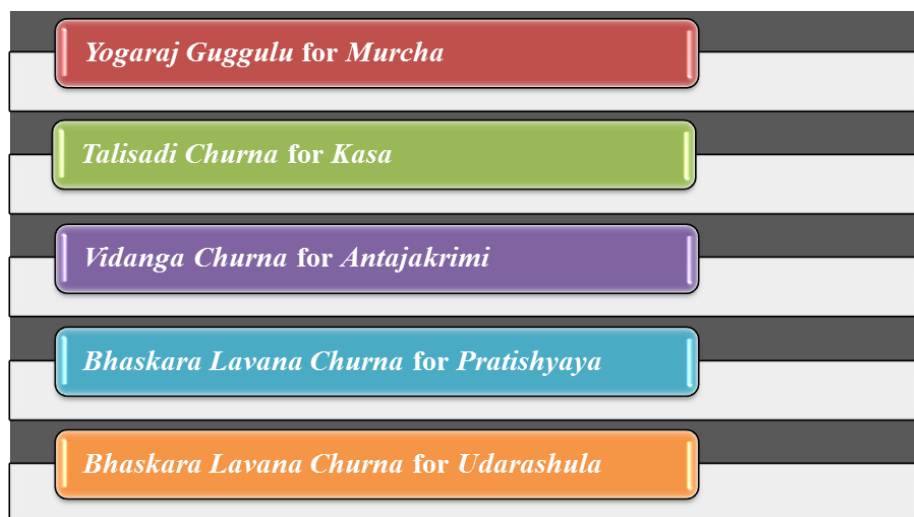 Yogaraj Guggulu for Murcha
Talisadi Churna for Kasa
Vidanga Churna for Antajakrimi
Bhaskara Lavana Churna for Pratishyaya
Bhaskara Lavana Churna for Udarashula